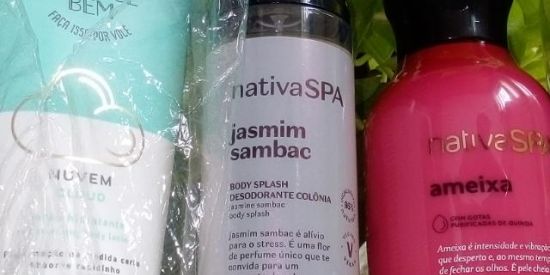 BEM
FAÇA ISSO POR VOCÊ
NUVEM
CLOUD
nativaSPA
jasmim
sambac
BODY SPLASH
DESODORANTE COLÔNIA
jasmine sambac
body splash
jasmim sambac é alívio
para o stress. É uma flor
de perfume único que te
convida para um
nativaSPA
ameixa
COM GOTAS
PURIFICADAS DE QUINOA
Ameixa é intensidade e vibração
que desperta e, ao mesmo tempo
de fechar os olhos. É pele c